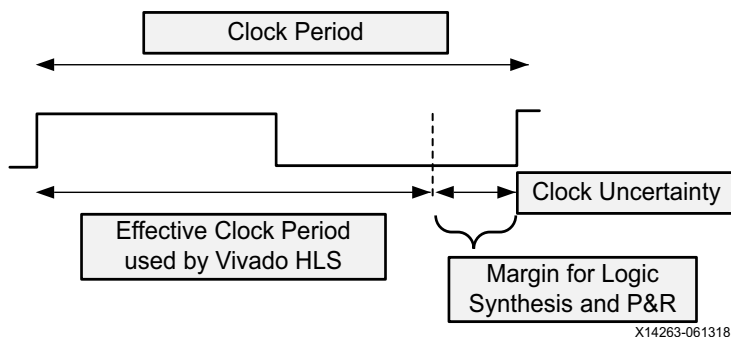 Clock Period
Clock Uncertainty
Effective Clock Period
used by Vivado HLS
Margin for Logic
Synthesis and P&R
X14263-061318